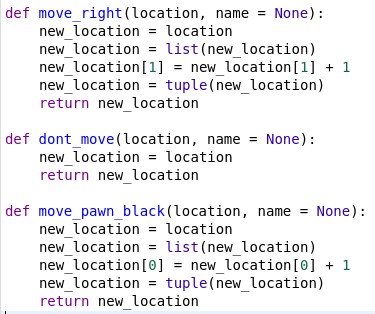 def move_right(location, name = None):
    new_location = location
    new_location = list(new_location)
    new_location[1] = new_location[1] + 1
    new_location = tuple(new_location)
    return new_location

def dont_move(location, name = None):
    new_location = location
    return new_location

def move_pawn_black(location, name = None):
    new_location = location
    new_location = list(new_location)
    new_location[0] = new_location[0] + 1
    new_location = tuple(new_location)
    return new_location